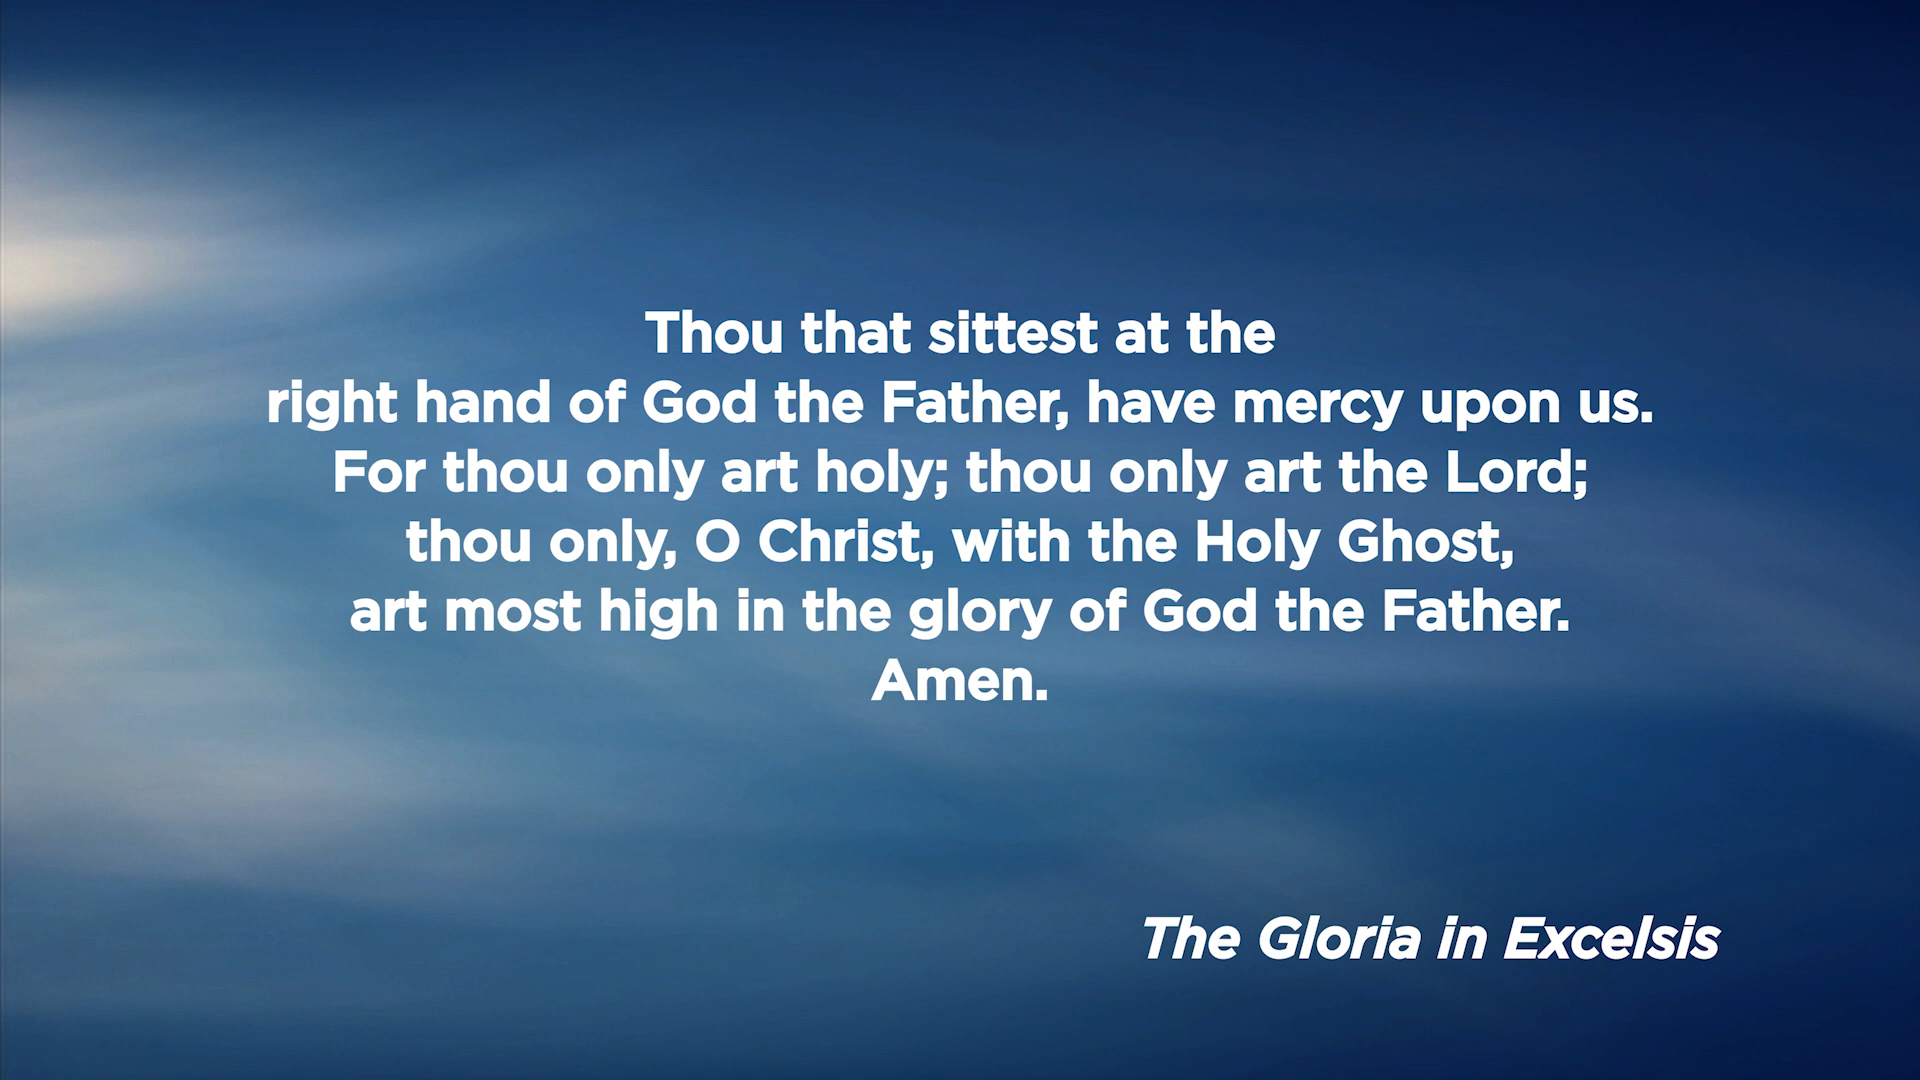 Thou that sittest at the
right hand of God the Father, have mercy upon us.
For thou only art holy; thou only art the Lord;
thou only, O Christ, with the Holy Ghost,
art most high in the glory of God the Father.
Amen.
The Gloria in Excelsis